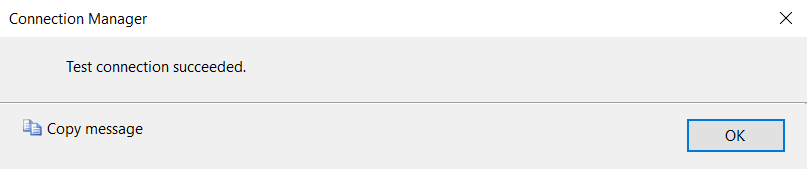 Connection Manager
Test connection succeeded.
Copy message
OK